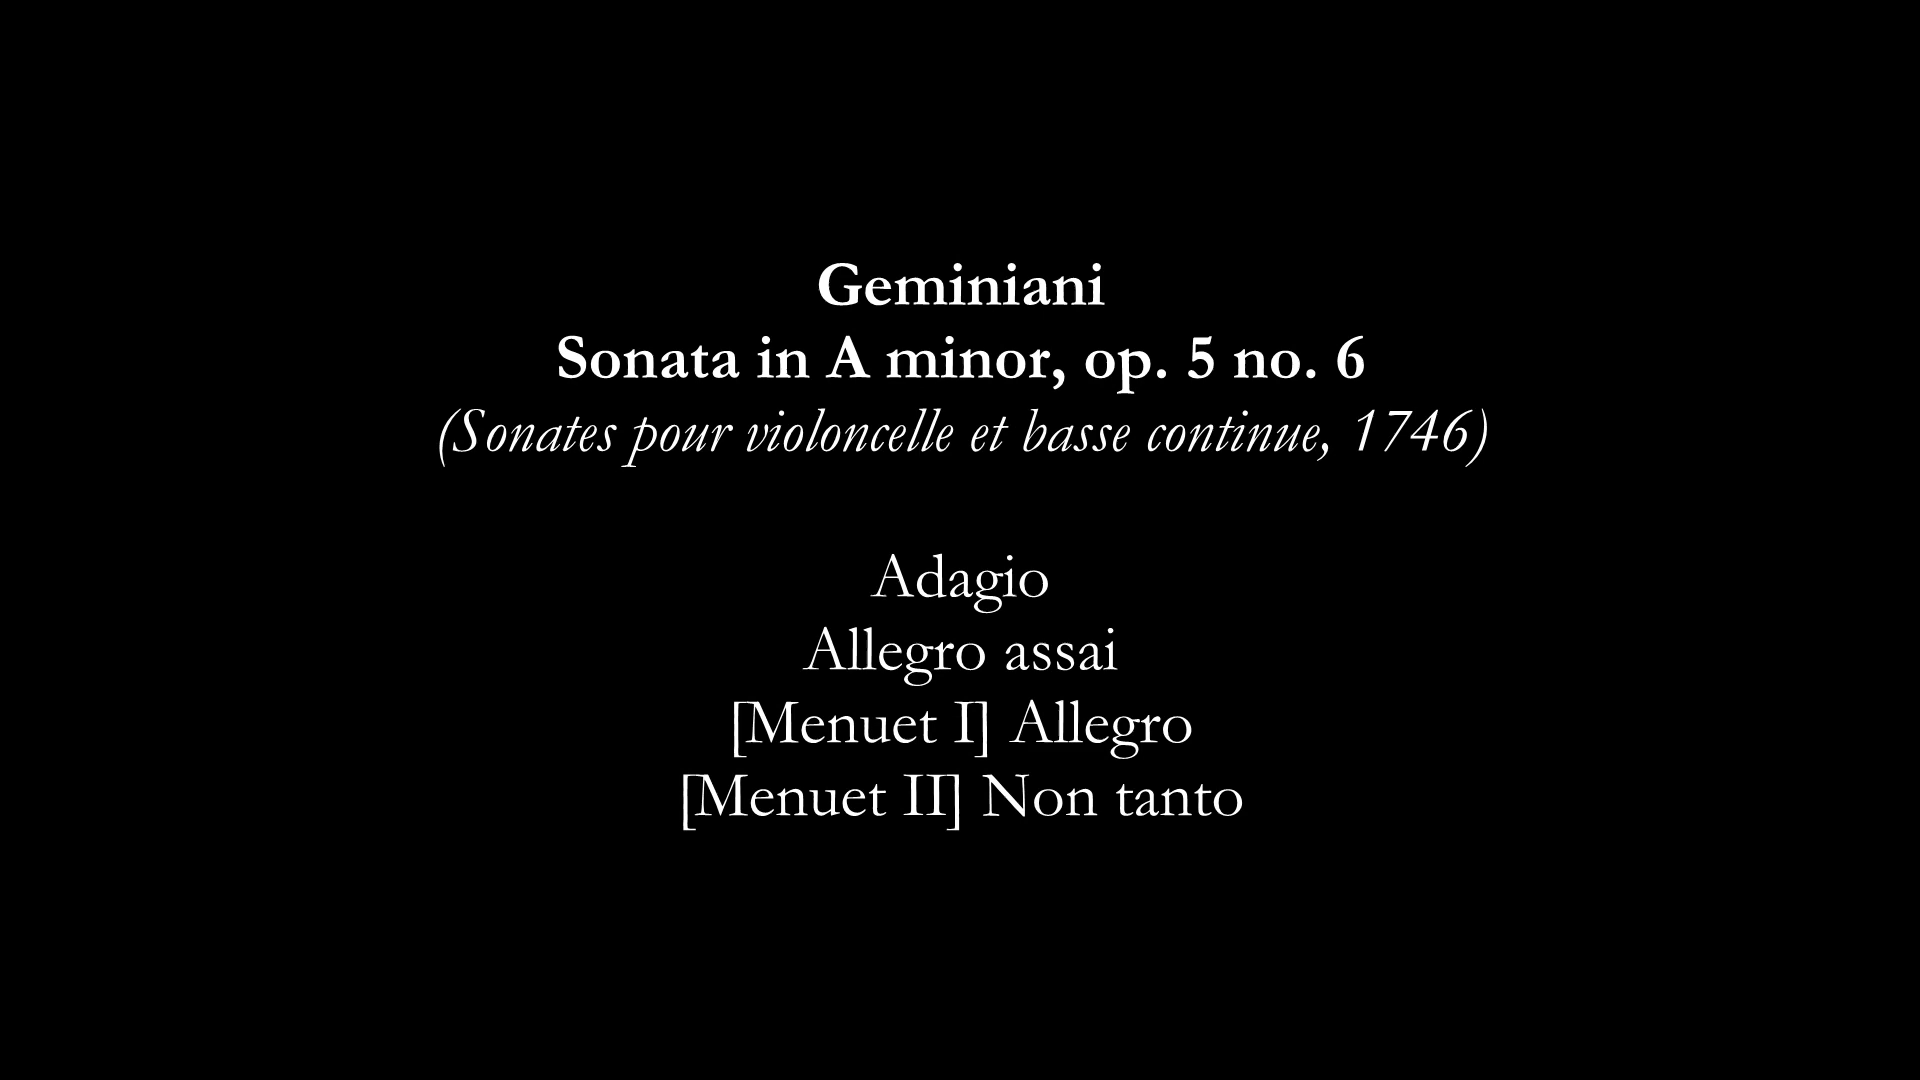 Geminiani
Sonata in A minor, op. 5 no. 6
(Sonates pour violoncelle et basse continue, 1746)
Adagio
Allegro assai
[Menuet I] Allegro
[Menuet II] Non tanto